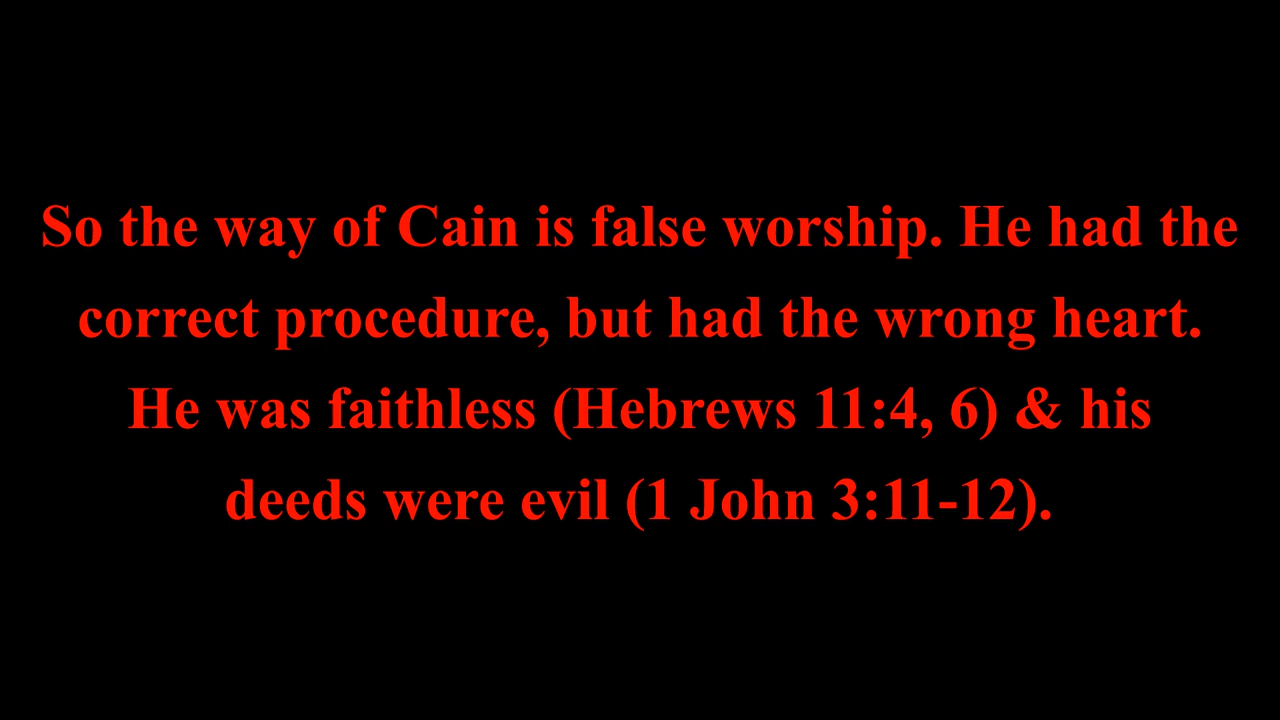 So the way of Cain is false worship. He had the
correct procedure, but had the wrong heart.
He was faithless (Hebrews 11:4, 6) & his
deeds were evil (1 John 3:11-12).